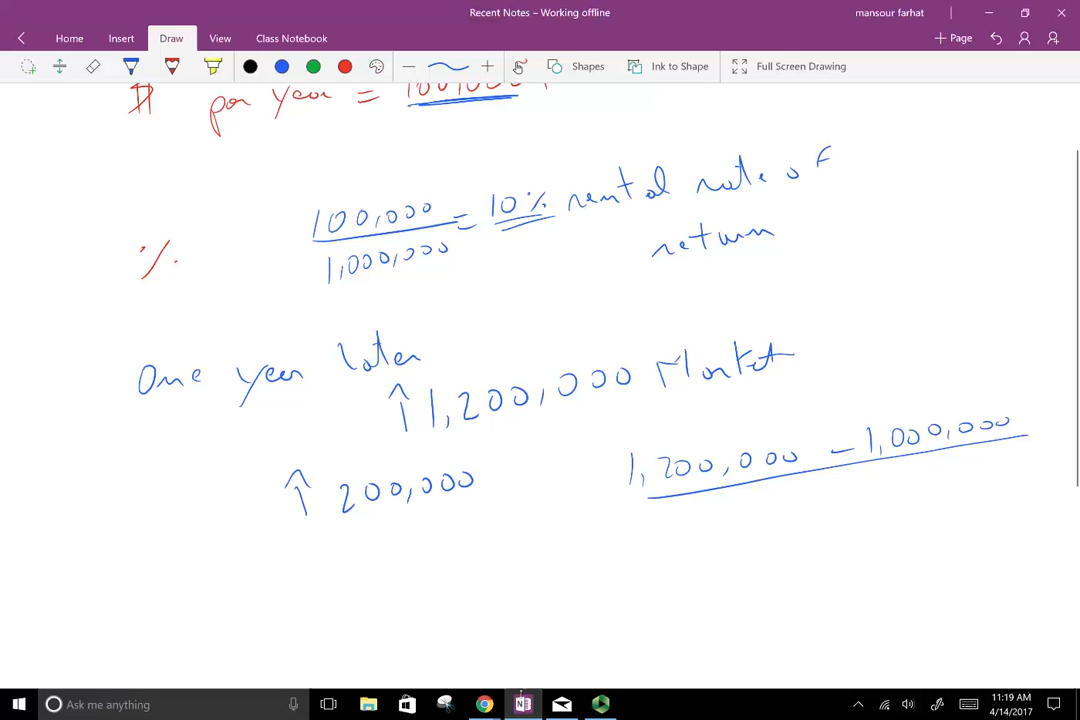 Recent Notes – Working offline
mansour farhat
Home Insert Draw View Class Notebook
Page
Shapes Ink to Shape Full Screen Drawing
$ per year = 100,000
100,000
1,000,000
= 10% rental rate of
return
%
One year later
↑ 1,200,000 Market
↑ 200,000
1,200,000 – 1,000,000
Ask me anything
11:19 AM
4/14/2017